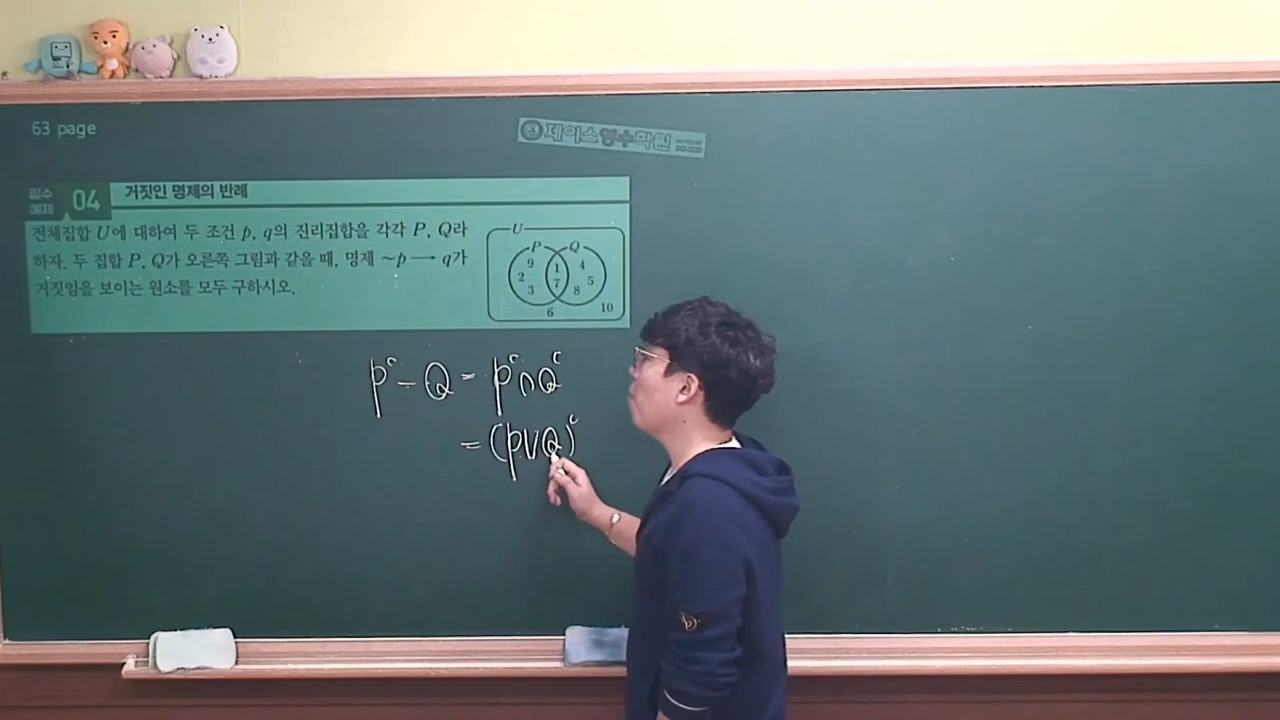 63 page
제이스영수학원
필수
예제 04 거짓인 명제의 반례
전체집합 U에 대하여 두 조건 p, q의 진리집합을 각각 P, Q라
하자. 두 집합 P, Q가 오른쪽 그림과 같을 때, 명제 ~p → q가
거짓임을 보이는 원소를 모두 구하시오.
U
P Q
9 1 4
2 7 5
3 8
6 10
P^c - Q = P^c ∩ Q^c
= (P∪Q)^c